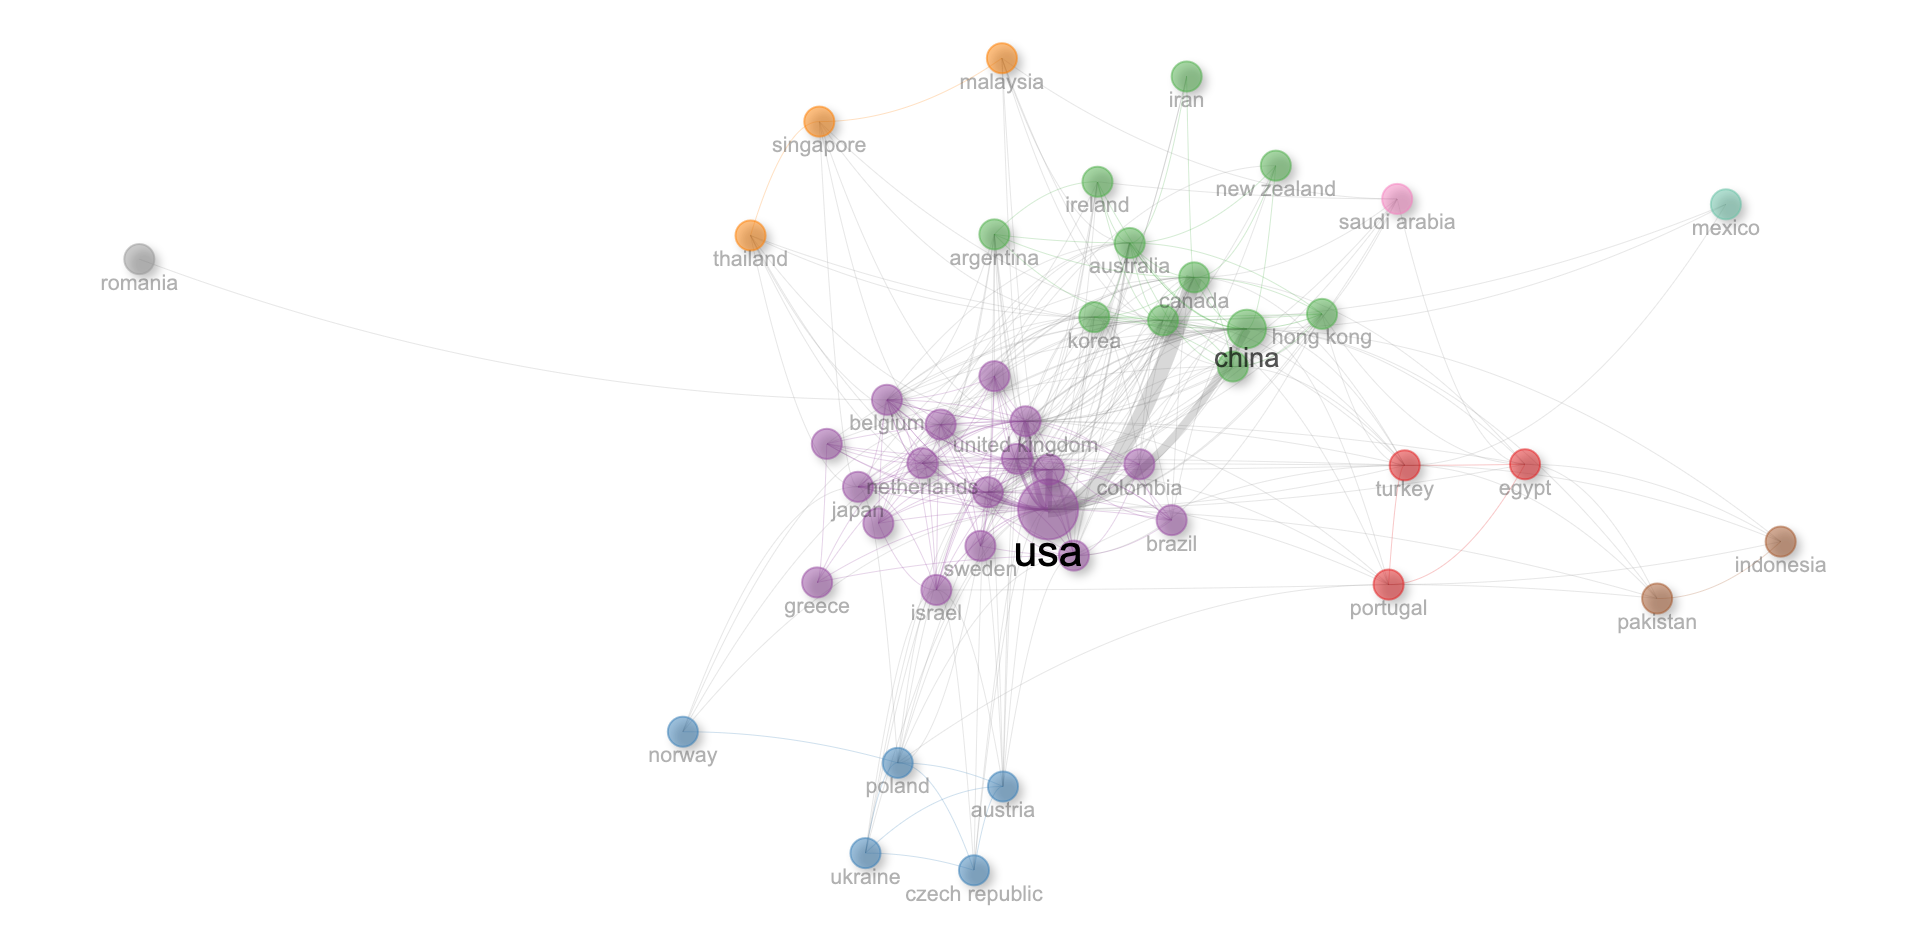 malaysia
iran
singapore
new zealand
ireland
saudi arabia
mexico
argentina
thailand
australia
romania
canada
korea
hong kong
china
belgium
united kingdom
netherlands
colombia
turkey
egypt
japan
brazil
usa
sweden
indonesia
greece
israel
portugal
pakistan
norway
poland
austria
ukraine
czech republic